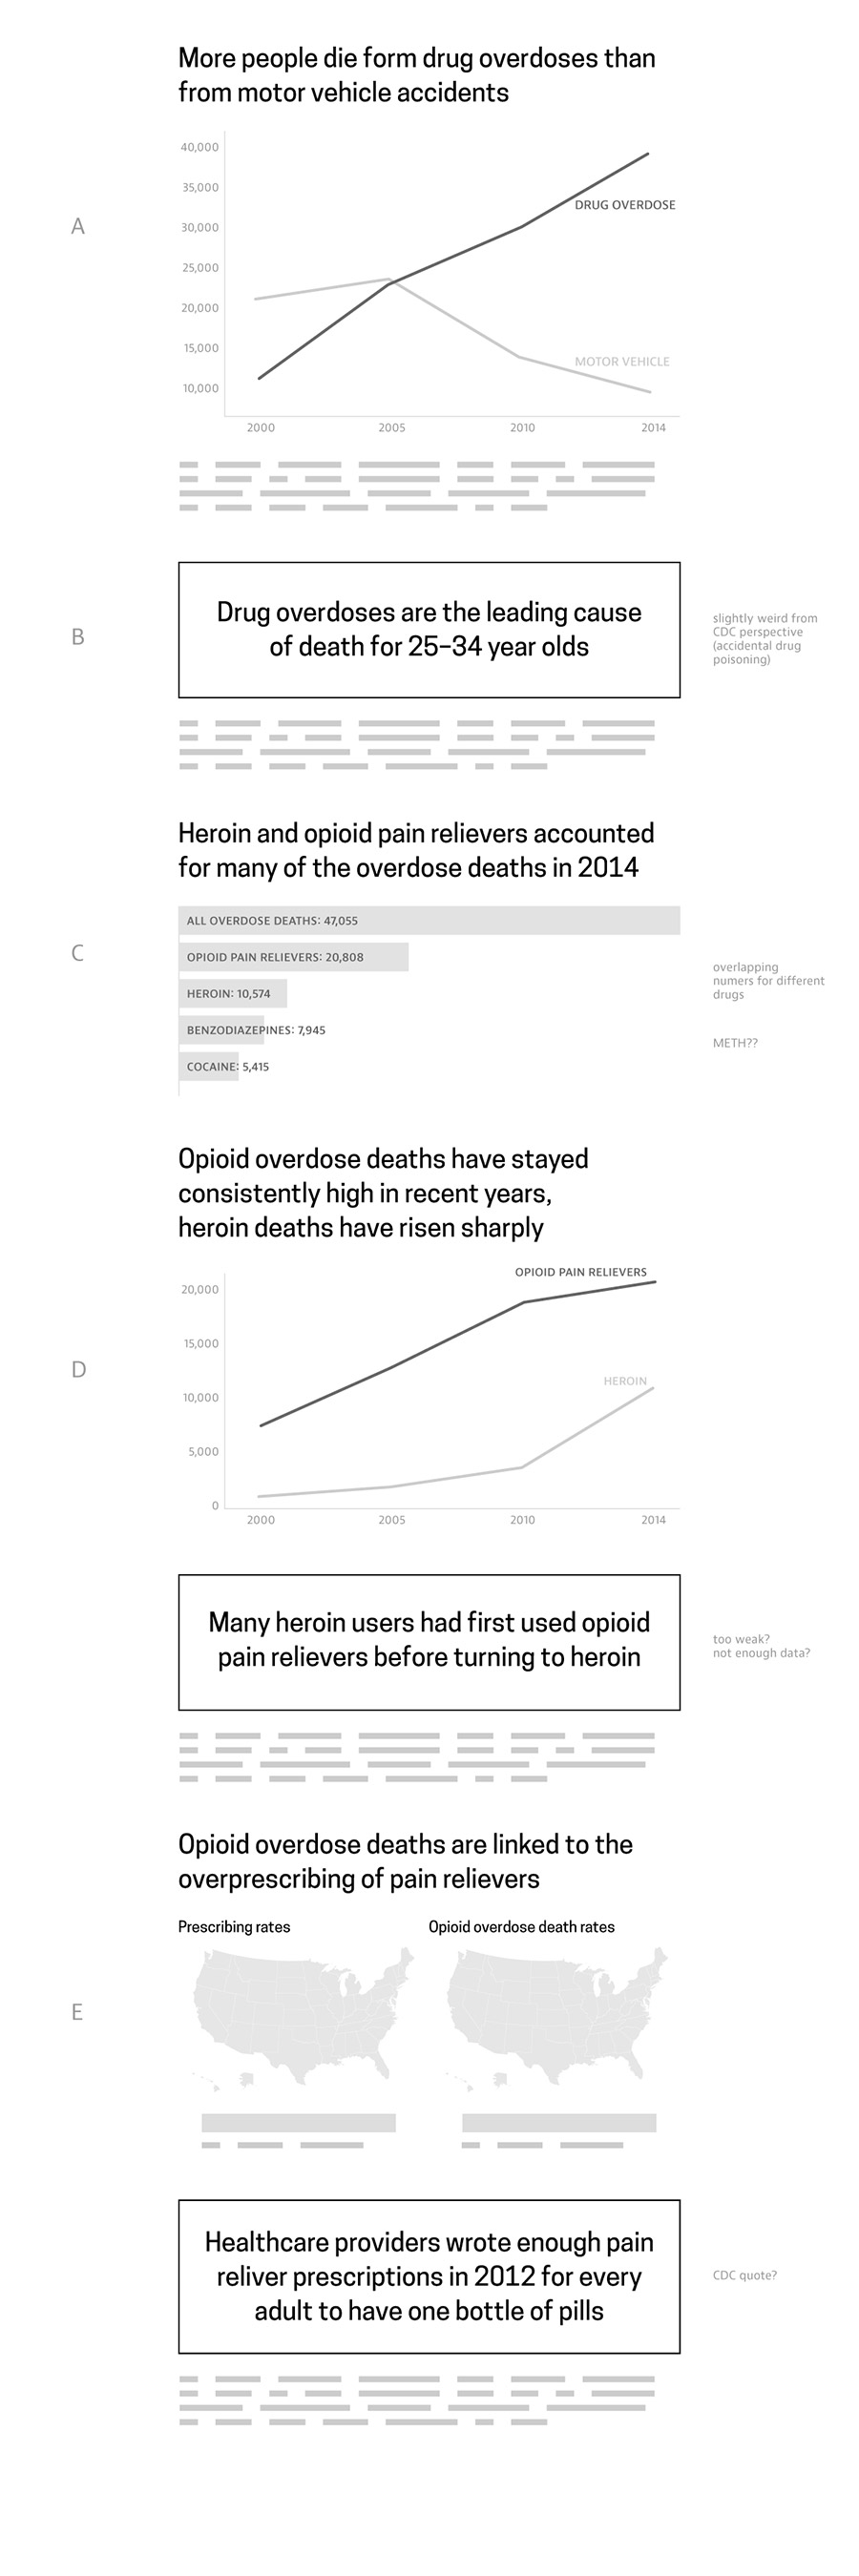 More people die form drug overdoses than
from motor vehicle accidents
A
40,000
35,000
30,000
25,000
20,000
15,000
10,000
DRUG OVERDOSE
MOTOR VEHICLE
2000 2005 2010 2014
B
Drug overdoses are the leading cause
of death for 25–34 year olds
slightly weird from
CDC perspective
(accidental drug
poisoning)
Heroin and opioid pain relievers accounted
for many of the overdose deaths in 2014
C
ALL OVERDOSE DEATHS: 47,055
OPIOID PAIN RELIEVERS: 20,808
HEROIN: 10,574
BENZODIAZEPINES: 7,945
COCAINE: 5,415
overlapping
numers for different
drugs
METH??
Opioid overdose deaths have stayed
consistently high in recent years,
heroin deaths have risen sharply
D
20,000
15,000
10,000
5,000
0
OPIOID PAIN RELIEVERS
HEROIN
2000 2005 2010 2014
Many heroin users had first used opioid
pain relievers before turning to heroin
too weak?
not enough data?
Opioid overdose deaths are linked to the
overprescribing of pain relievers
E
Prescribing rates
Opioid overdose death rates
Healthcare providers wrote enough pain
reliver prescriptions in 2012 for every
adult to have one bottle of pills
CDC quote?